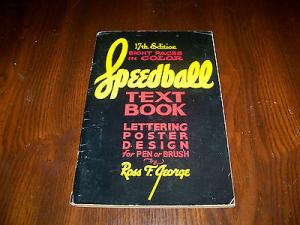 17th Edition
EIGHT PAGES
IN COLOR
Speedball
TEXT
BOOK
LETTERING
POSTER
DESIGN
for PEN or BRUSH
by
Ross F. George